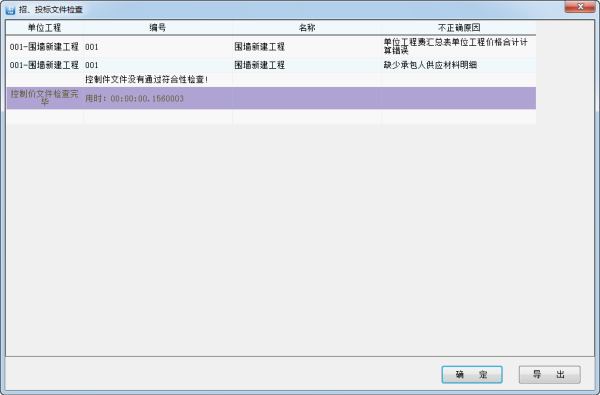 招、投标文件检查
单位工程 编号 名称 不正确原因
001-围墙新建工程 001 围墙新建工程 单位工程费汇总表单位工程价格合计计
算错误
001-围墙新建工程 001 围墙新建工程 缺少承包人供应材料明细
控制件文件没有通过符合性检查!
控制价文件检查完
毕
用时: 00:00:00.1560003
确 定
导 出